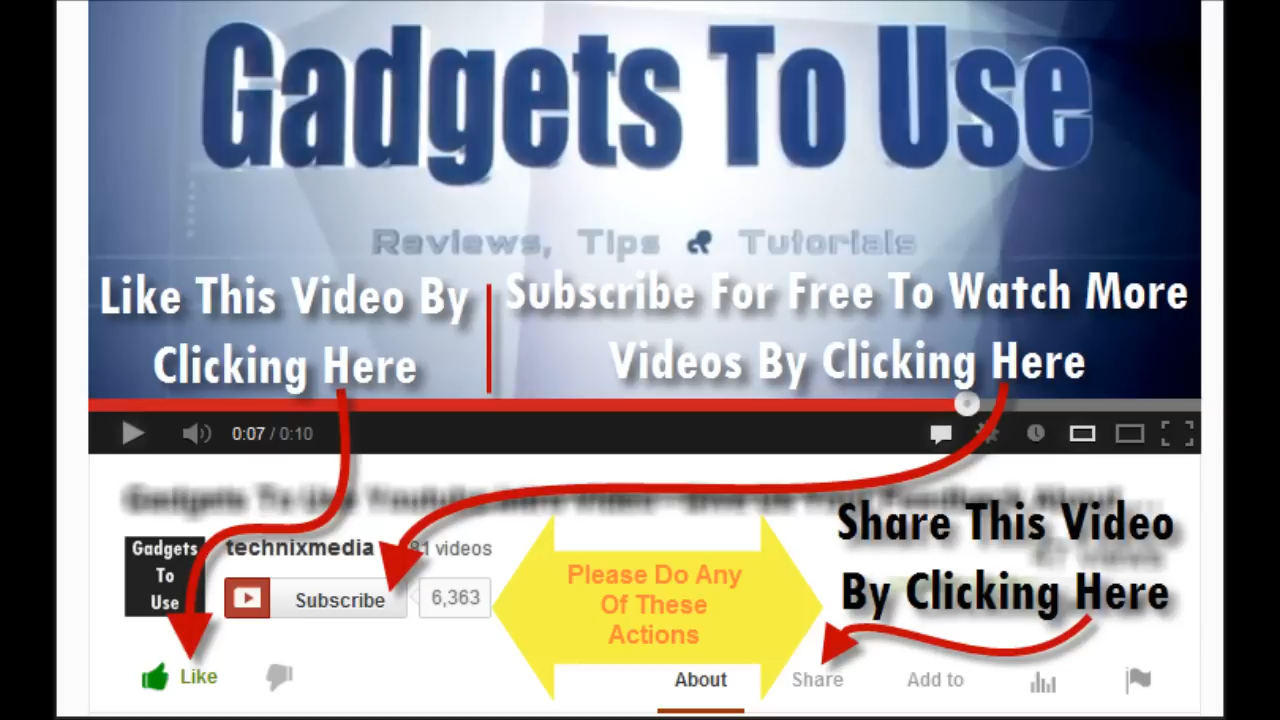 Gadgets To Use
Reviews, Tips & Tutorials
Like This Video By
Clicking Here
Subscribe For Free To Watch More
Videos By Clicking Here
0:07 / 0:10
Gadgets
To
Use
technixmedia
81 videos
Subscribe
6,363
Please Do Any
Of These
Actions
Share This Video
By Clicking Here
Like
About
Share
Add to